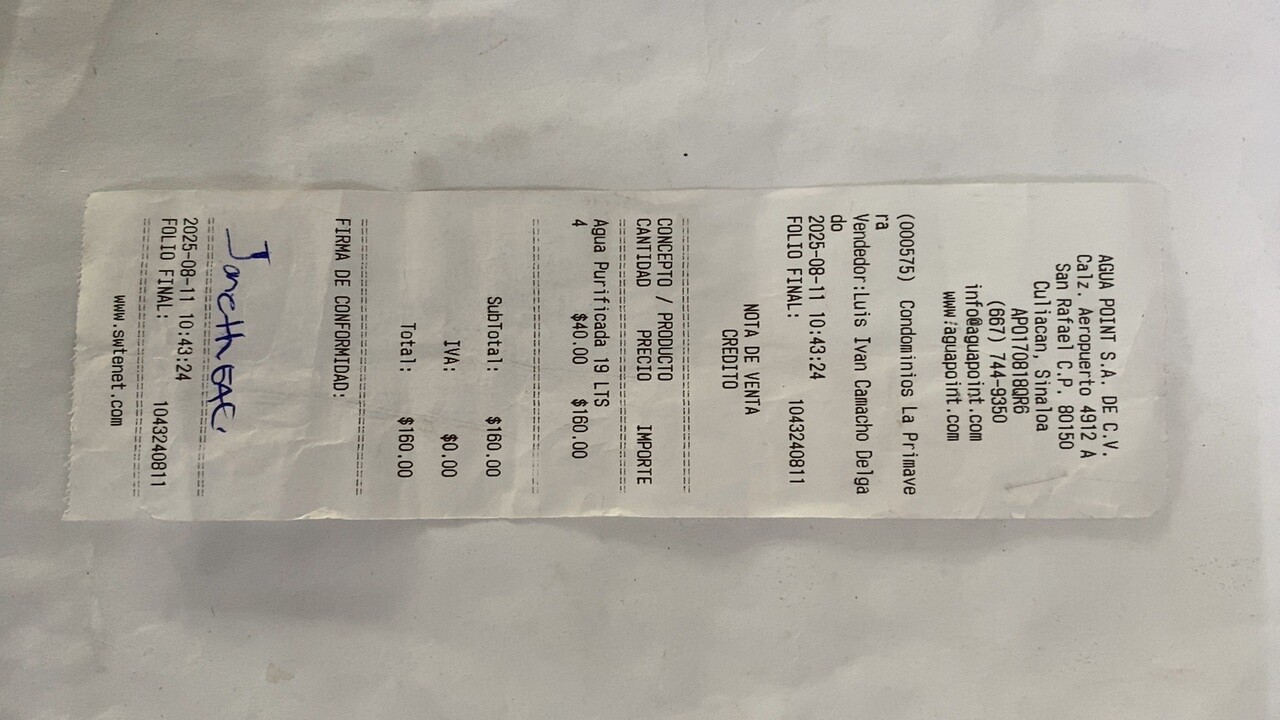 AGUA POINT S.A. DE C.V.
Calz. Aeropuerto 4912 A
San Rafael C.P. 80150
Culiacan, Sinaloa
APO170818QR6
(667) 744-9350
info@aguapoint.com
www.aguapoint.com
(000575) Condominios La Primave
ra
Vendedor:Luis Ivan Camacho Delga
do
2025-08-11 10:43:24
FOLIO FINAL: 1043240811
NOTA DE VENTA
CREDITO
CONCEPTO / PRODUCTO
CANTIDAD PRECIO IMPORTE
Agua Purificada 19 LTS
4 $40.00 $160.00
SubTotal: $160.00
IVA: $0.00
Total: $160.00
FIRMA DE CONFORMIDAD:
2025-08-11 10:43:24
FOLIO FINAL: 1043240811
www.swtenet.com